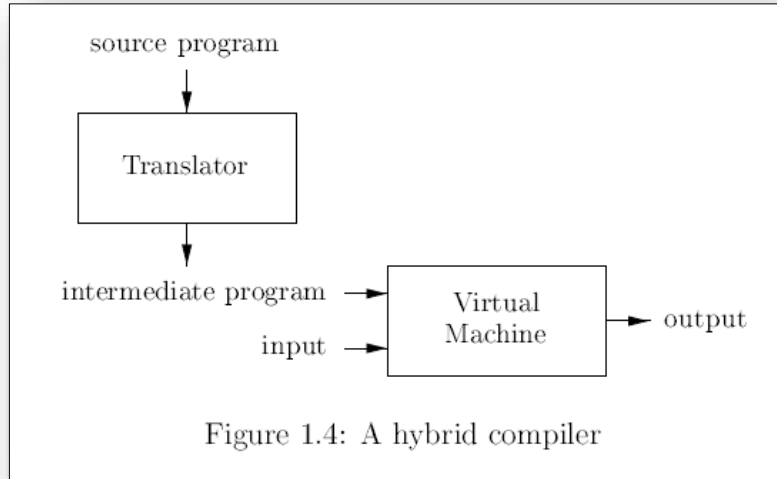 source program
Translator
intermediate program
input
Virtual
Machine
output
Figure 1.4: A hybrid compiler